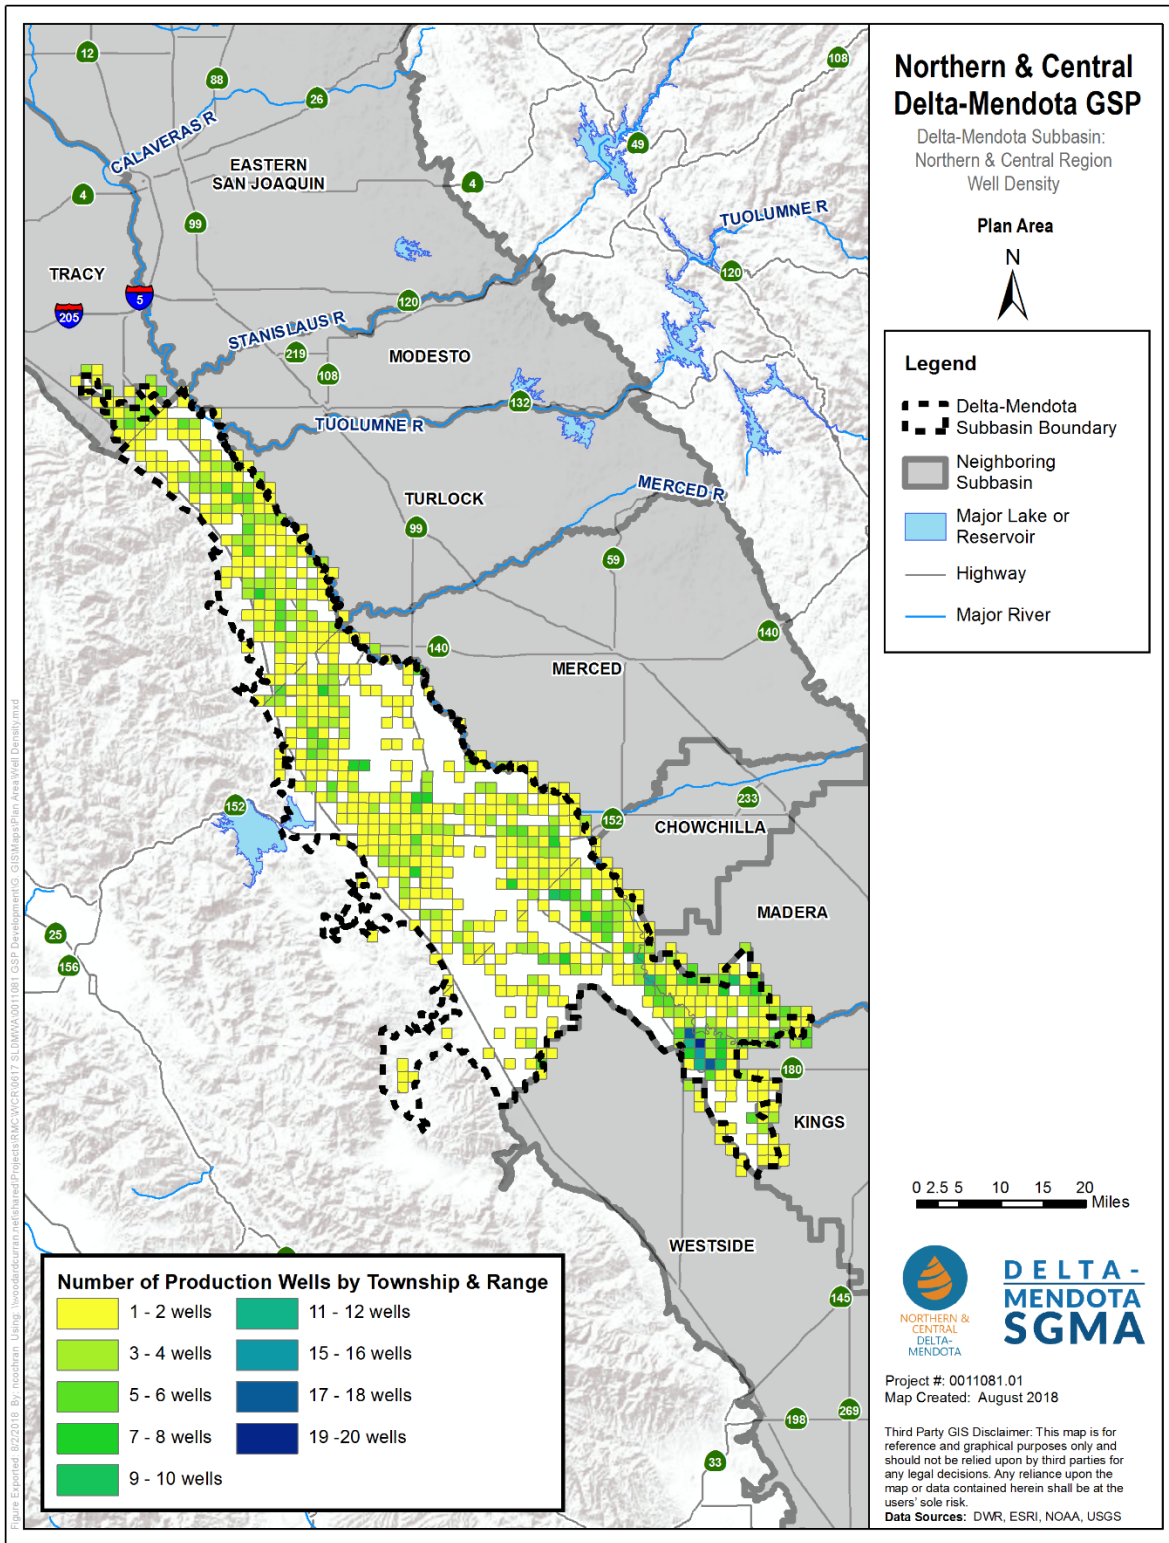 Northern & Central
Delta-Mendota GSP
Delta-Mendota Subbasin:
Northern & Central Region
Well Density
Plan Area
N
Legend
Delta-Mendota
Subbasin Boundary
Neighboring
Subbasin
Major Lake or
Reservoir
Highway
Major River
0 2.5 5 10 15 20
Miles
NORTHERN &
CENTRAL
DELTA-
MENDOTA
DELTA-
MENDOTA
SGMA
Project #: 0011081.01
Map Created: August 2018
Third Party GIS Disclaimer: This map is for
reference and graphical purposes only and
should not be relied upon by third parties for
any legal decisions. Any reliance upon the
map or data contained herein shall be at the
users' sole risk.
Data Sources: DWR, ESRI, NOAA, USGS
12
88
26
108
CALAVERAS R
49
EASTERN
SAN JOAQUIN
4
4
99
TUOLUMNE R
TRACY
120
5
205
120
STANISLAUS R
219
MODESTO
108
132
TUOLUMNE R
MERCED R
TURLOCK
99
59
140
140
MERCED
233
152
152
CHOWCHILLA
MADERA
25
156
180
KINGS
WESTSIDE
145
269
198
33
Number of Production Wells by Township & Range
1 - 2 wells
3 - 4 wells
5 - 6 wells
7 - 8 wells
9 - 10 wells
11 - 12 wells
15 - 16 wells
17 - 18 wells
19 -20 wells